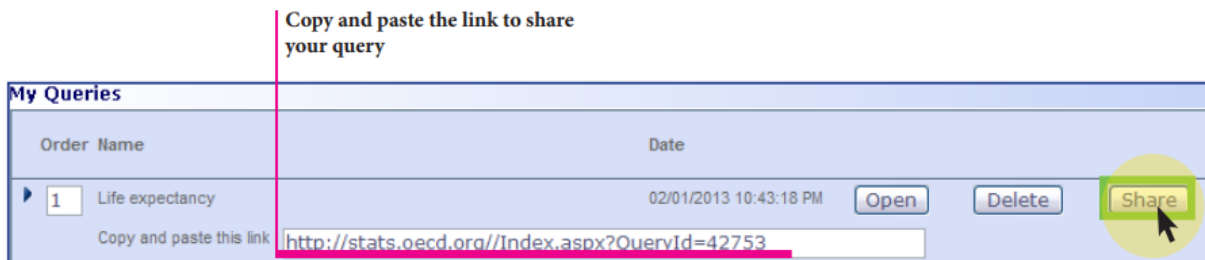 Copy and paste the link to share
your query
My Queries
Order Name Date
1 Life expectancy 02/01/2013 10:43:18 PM Open Delete Share
Copy and paste this link http://stats.oecd.org//Index.aspx?QueryId=42753